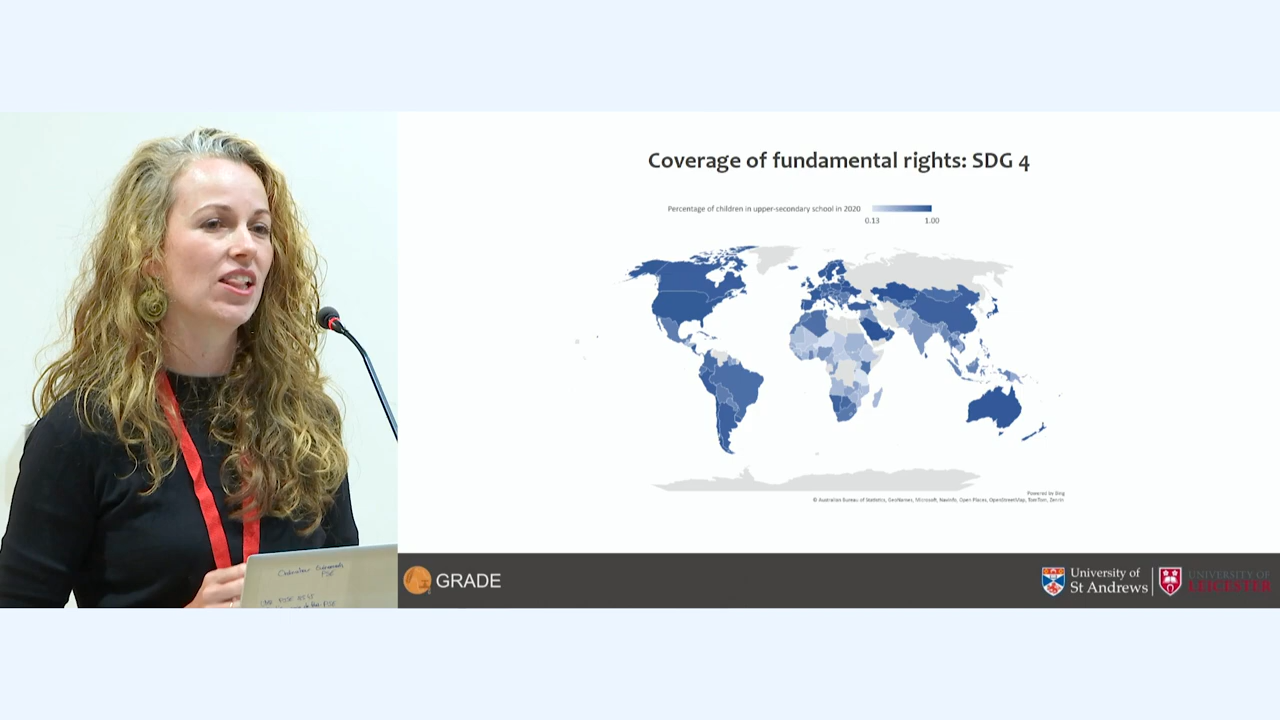 Coverage of fundamental rights: SDG 4
Percentage of children in upper-secondary school in 2020
0.13
1.00
Powered by Bing
© Australian Bureau of Statistics, GeoNames, Microsoft, Navinfo, Open Places, OpenStreetMap, TomTom, Zenrin
GRADE
University of
St Andrews
UNIVERSITY OF
LEICESTER